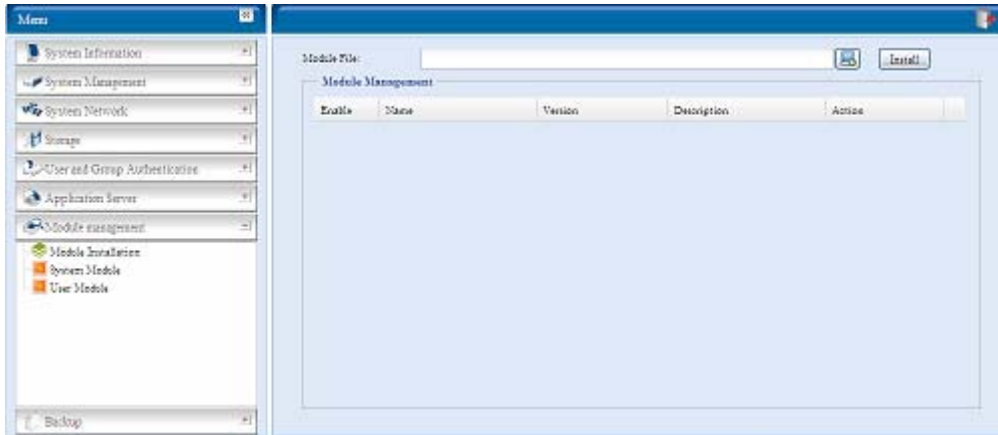 Menu
System Information
System Management
System Network
Storage
User and Group Authentication
Application Server
Module management
Module Installation
System Module
User Module
Backup
Module File:
Install
Module Management
Enable Name Version Description Action